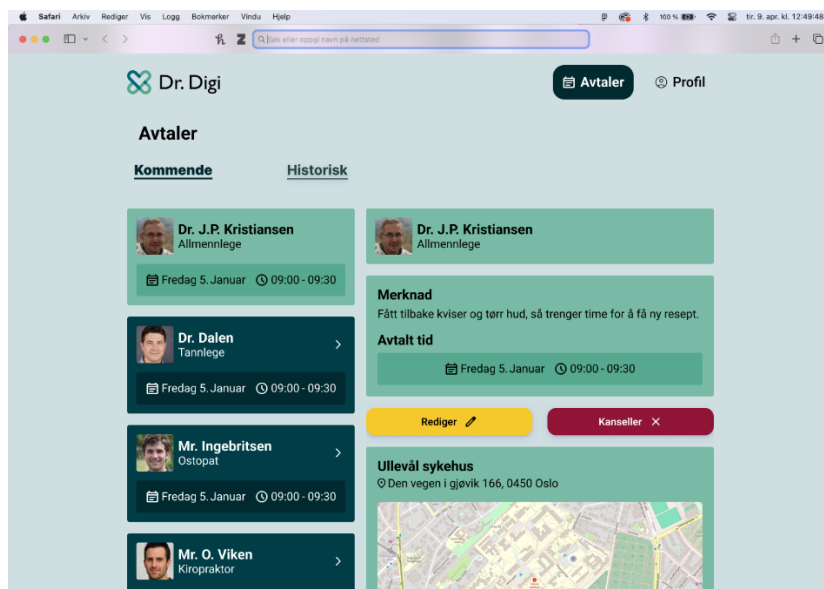 Safari Arkiv Rediger Vis Logg Bokmerker Vindu Hjelp 100 % tir. 9. apr. kl. 12:49:48
Søk eller oppgi navn på nettsted
Dr. Digi
Avtaler
Profil
Avtaler
Kommende
Historisk
Dr. J.P. Kristiansen
Allmennlege
Fredag 5. Januar 09:00 - 09:30
Dr. Dalen
Tannlege
Fredag 5. Januar 09:00 - 09:30
Mr. Ingebritsen
Ostopat
Fredag 5. Januar 09:00 - 09:30
Mr. O. Viken
Kiropraktor
Dr. J.P. Kristiansen
Allmennlege
Merknad
Fått tilbake kviser og tørr hud, så trenger time for å få ny resept.
Avtalt tid
Fredag 5. Januar 09:00 - 09:30
Rediger
Kanseller
Ullevål sykehus
Den vegen i gjøvik 166, 0450 Oslo